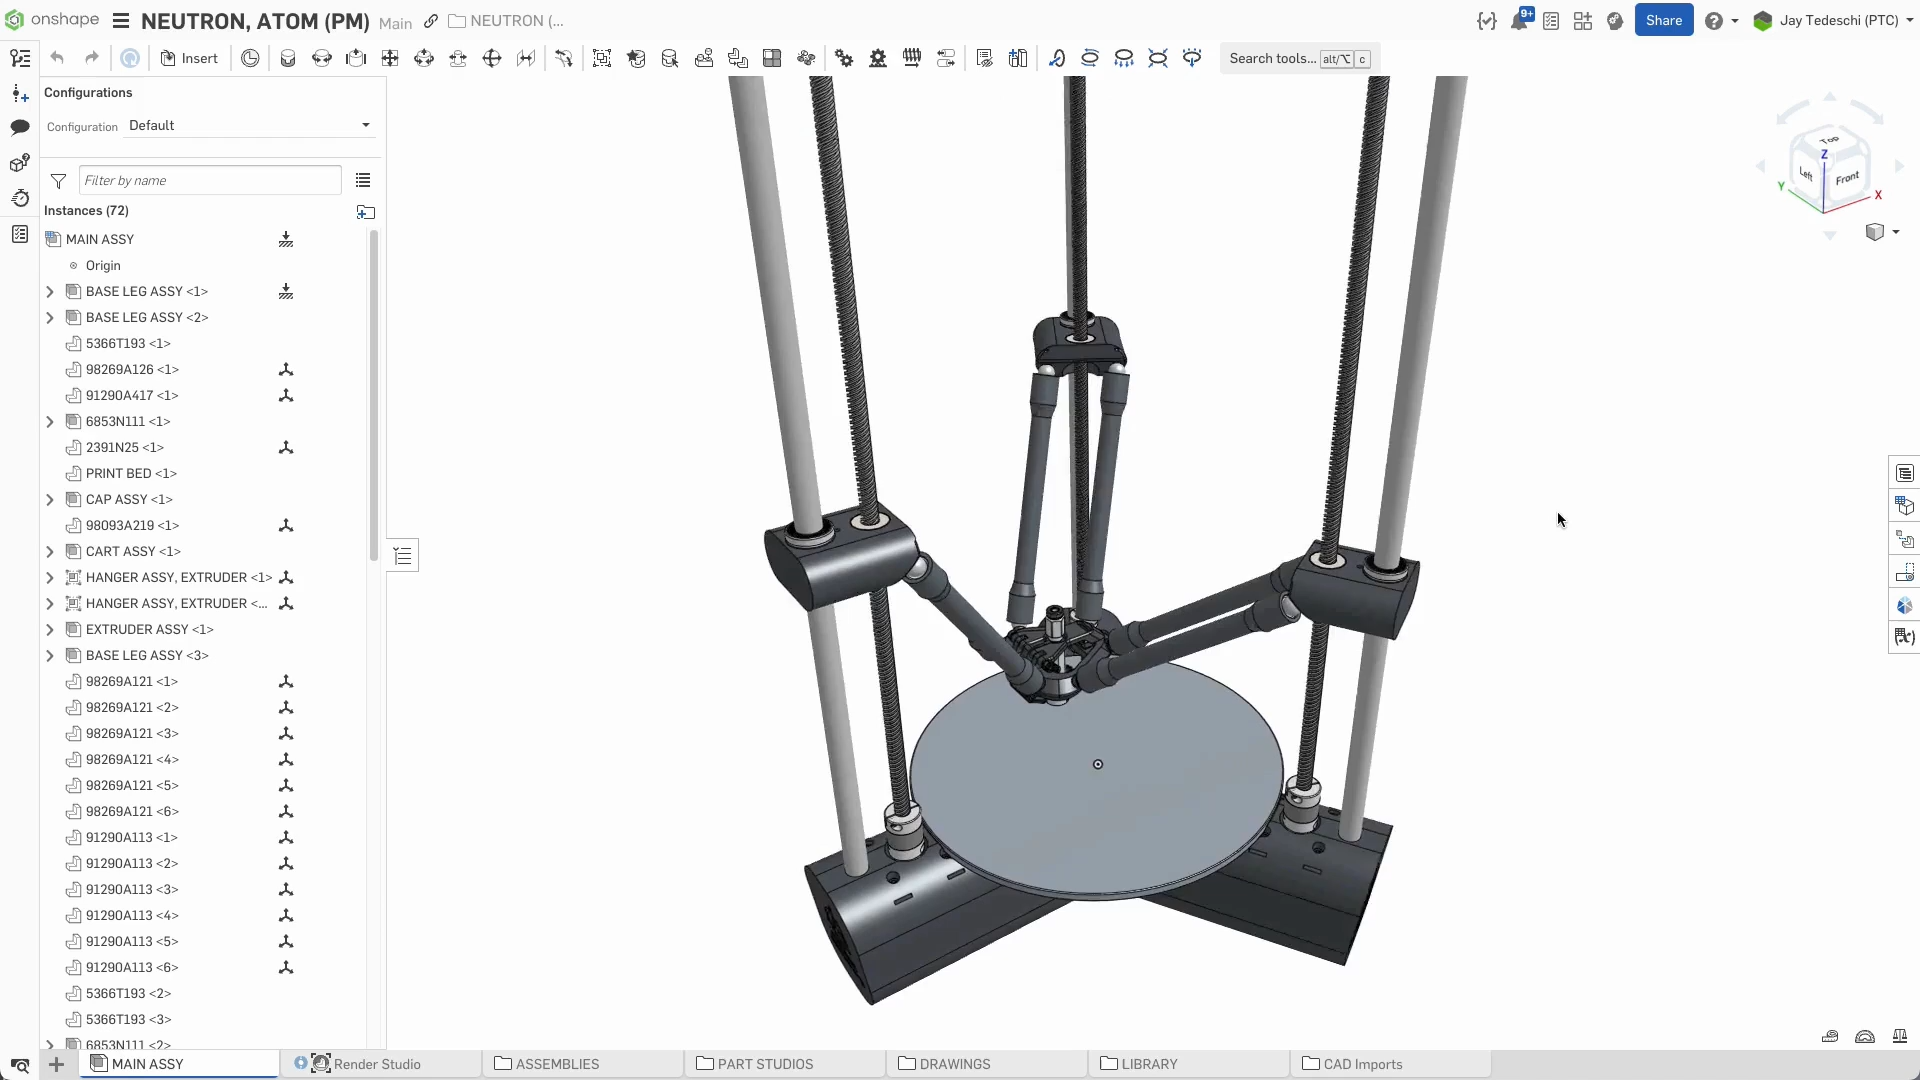 onshape NEUTRON, ATOM (PM) Main NEUTRON (...
9+ Share Jay Tedeschi (PTC)
Insert Search tools... alt/⌥ c
Configurations
Configuration Default
Filter by name
Instances (72)
MAIN ASSY
Origin
BASE LEG ASSY <1>
BASE LEG ASSY <2>
5366T193 <1>
98269A126 <1>
91290A417 <1>
6853N111 <1>
2391N25 <1>
PRINT BED <1>
CAP ASSY <1>
98093A219 <1>
CART ASSY <1>
HANGER ASSY, EXTRUDER <1>
HANGER ASSY, EXTRUDER <...
EXTRUDER ASSY <1>
BASE LEG ASSY <3>
98269A121 <1>
98269A121 <2>
98269A121 <3>
98269A121 <4>
98269A121 <5>
98269A121 <6>
91290A113 <1>
91290A113 <2>
91290A113 <3>
91290A113 <4>
91290A113 <5>
91290A113 <6>
5366T193 <2>
5366T193 <3>
6853N111 <2>
Top
Z
Left Front
Y X
(x)
MAIN ASSY Render Studio ASSEMBLIES PART STUDIOS DRAWINGS LIBRARY CAD Imports